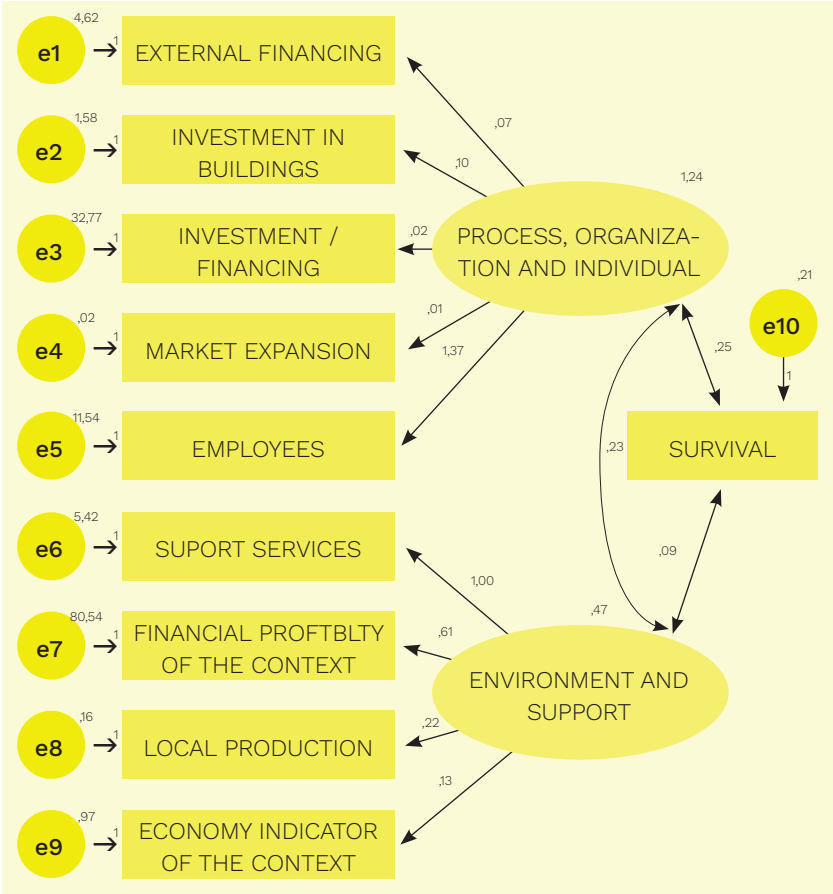 4,62
e1
1
EXTERNAL FINANCING
1,58
e2
1
INVESTMENT IN
BUILDINGS
32,77
e3
1
INVESTMENT /
FINANCING
,02
e4
1
MARKET EXPANSION
11,54
e5
1
EMPLOYEES
5,42
e6
1
SUPORT SERVICES
80,54
e7
1
FINANCIAL PROFTBLTY
OF THE CONTEXT
,16
e8
1
LOCAL PRODUCTION
,97
e9
1
ECONOMY INDICATOR
OF THE CONTEXT
,07
,10
,02
,01
1,37
1,24
PROCESS, ORGANIZA-
TION AND INDIVIDUAL
,21
e10
1
,25
,23
SURVIVAL
,09
1,00
,61
,22
,13
,47
ENVIRONMENT AND
SUPPORT